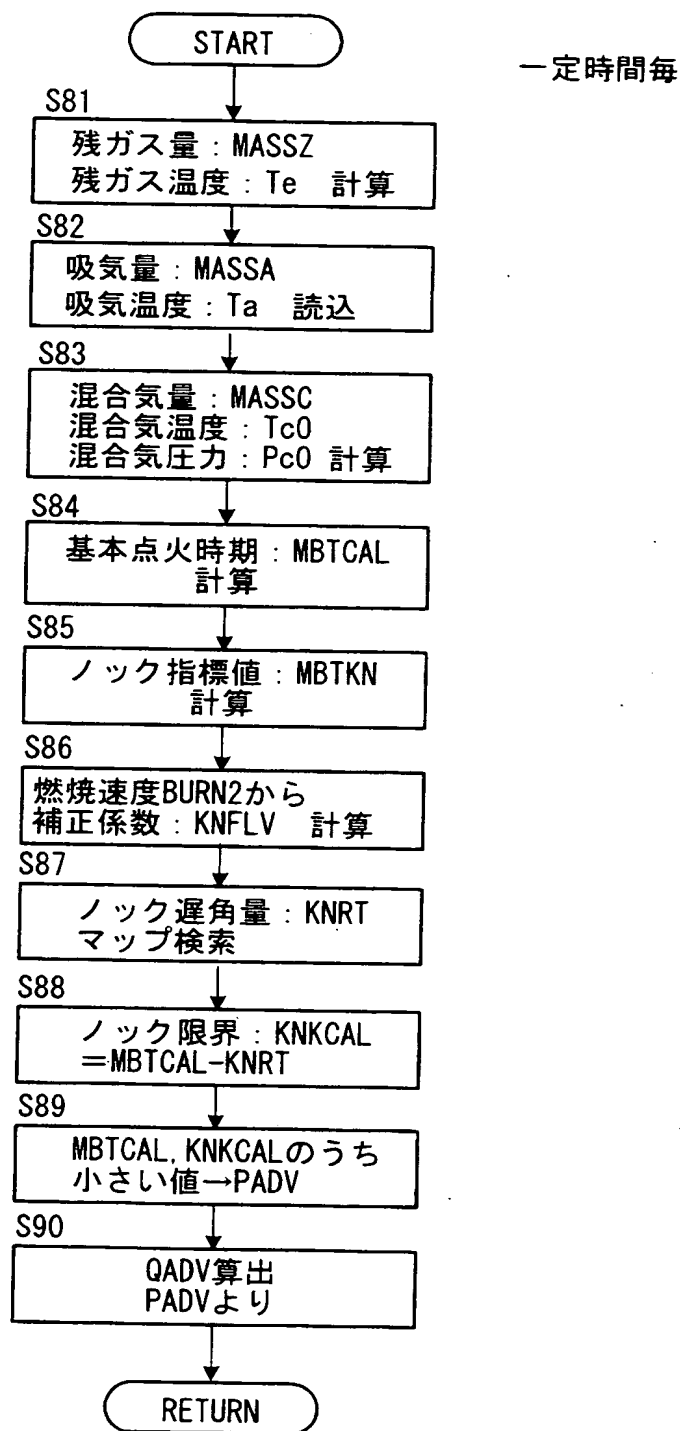 START
一定時間毎
S81
残ガス量：MASSZ
残ガス温度：Te 計算
S82
吸気量：MASSA
吸気温度：Ta 読込
S83
混合気量：MASSC
混合気温度：Tc0
混合気圧力：Pc0 計算
S84
基本点火時期：MBTCAL
計算
S85
ノック指標値：MBTKN
計算
S86
燃焼速度BURN2から
補正係数：KNFLV 計算
S87
ノック遅角量：KNRT
マップ検索
S88
ノック限界：KNKCAL
＝MBTCAL-KNRT
S89
MBTCAL,KNKCALのうち
小さい値→PADV
S90
QADV算出
PADVより
RETURN